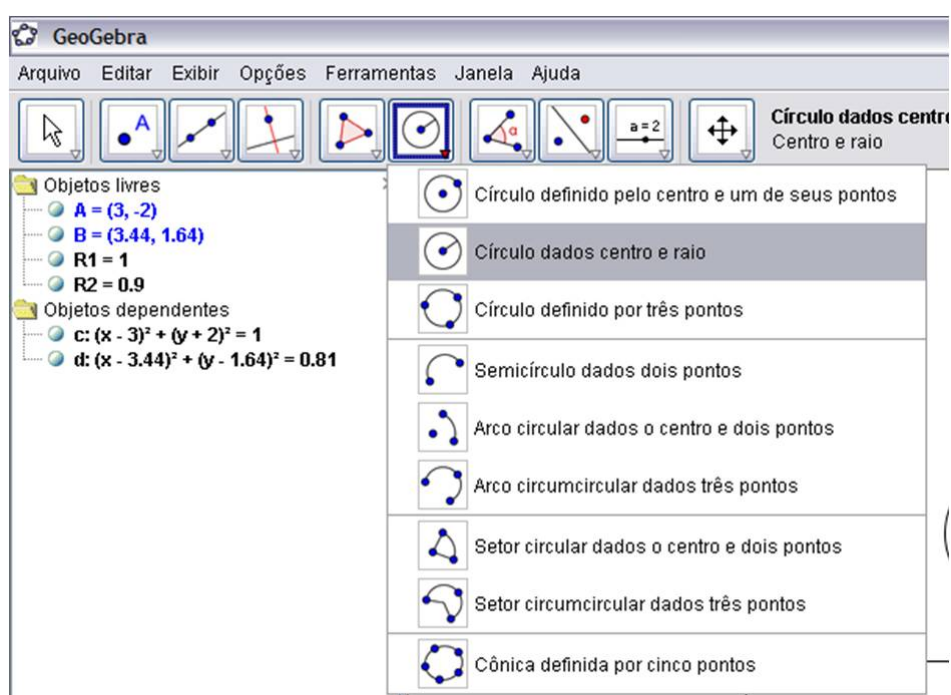 GeoGebra
Arquivo Editar Exibir Opções Ferramentas Janela Ajuda
A
α
a = 2
Círculo dados centro
Centro e raio
Objetos livres
A = (3, -2)
B = (3.44, 1.64)
R1 = 1
R2 = 0.9
Objetos dependentes
c: (x - 3)² + (y + 2)² = 1
d: (x - 3.44)² + (y - 1.64)² = 0.81
Círculo definido pelo centro e um de seus pontos
Círculo dados centro e raio
Círculo definido por três pontos
Semicírculo dados dois pontos
Arco circular dados o centro e dois pontos
Arco circumcircular dados três pontos
Setor circular dados o centro e dois pontos
Setor circumcircular dados três pontos
Cônica definida por cinco pontos